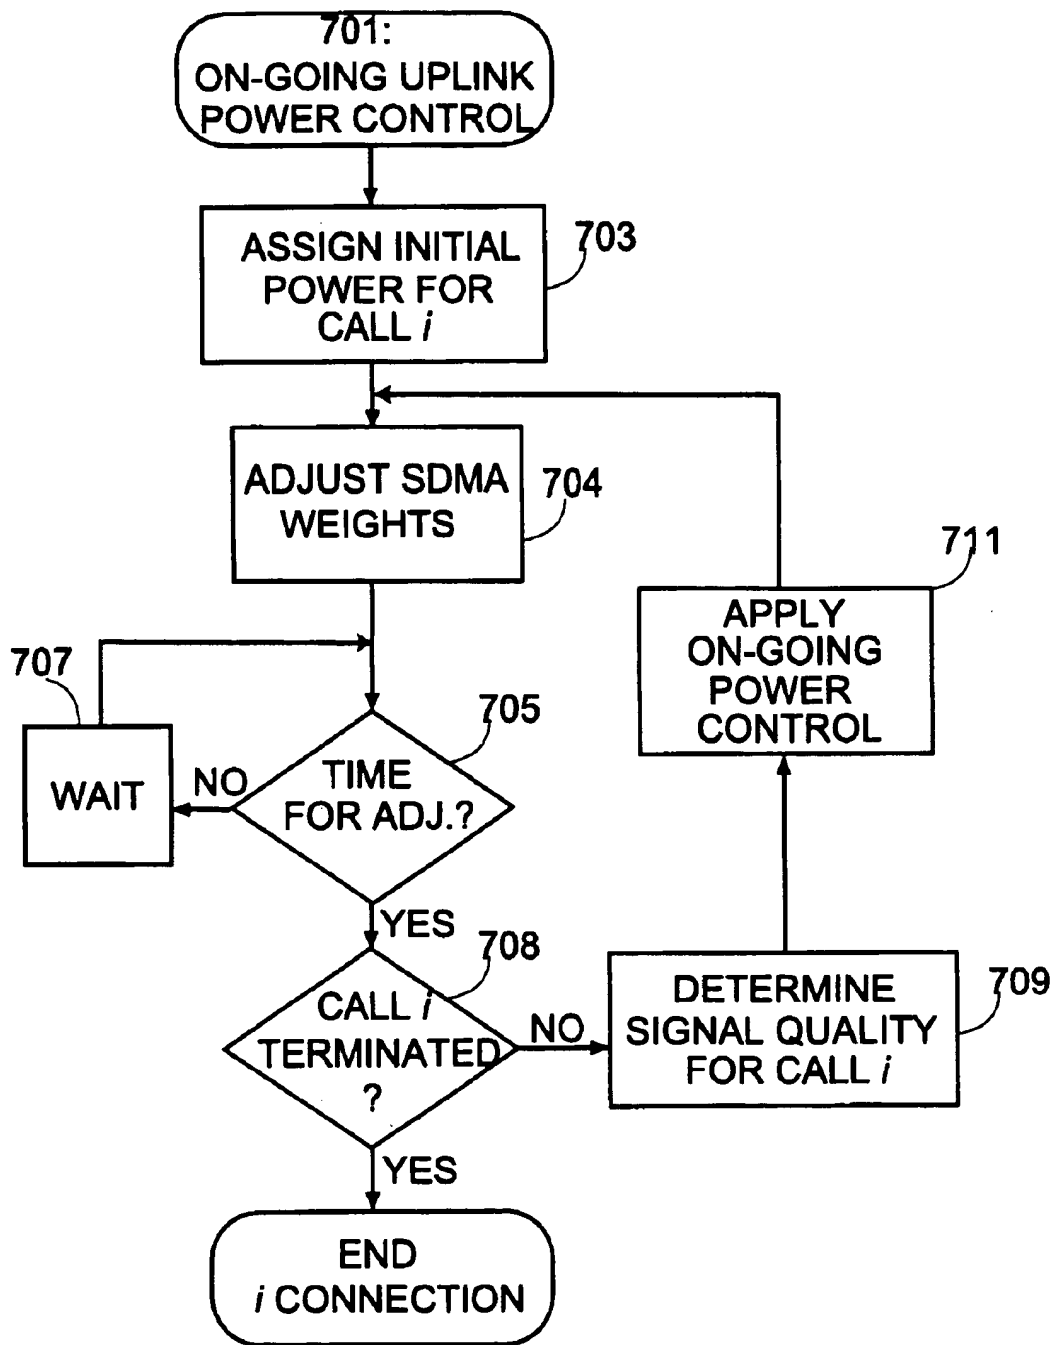 701:
ON-GOING UPLINK
POWER CONTROL
ASSIGN INITIAL
POWER FOR
CALL i
703
ADJUST SDMA
WEIGHTS
704
711
APPLY
ON-GOING
POWER
CONTROL
707
WAIT
NO
705
TIME
FOR ADJ.?
YES
708
CALL i
TERMINATED
?
NO
709
DETERMINE
SIGNAL QUALITY
FOR CALL i
YES
END
i CONNECTION